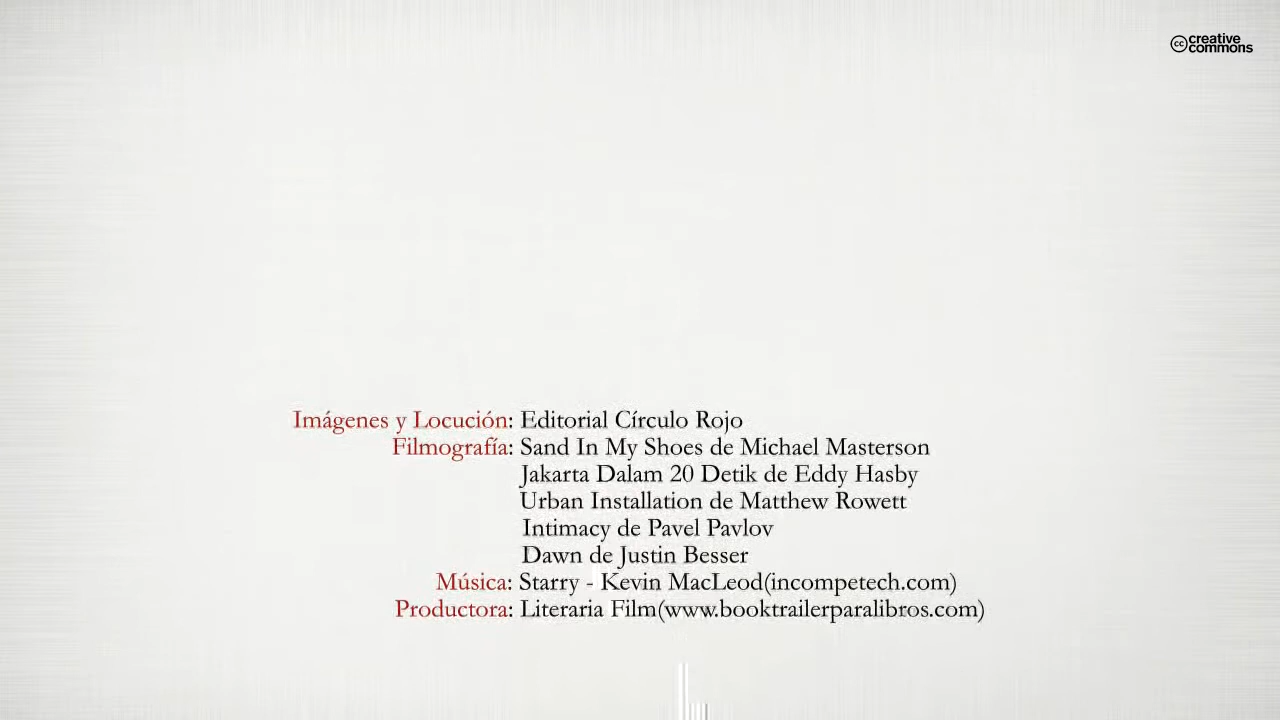 creative
commons
Imágenes y Locución: Editorial Círculo Rojo
Filmografía: Sand In My Shoes de Michael Masterson
Jakarta Dalam 20 Detik de Eddy Hasby
Urban Installation de Matthew Rowett
Intimacy de Pavel Pavlov
Dawn de Justin Besser
Música: Starry - Kevin MacLeod(incompetech.com)
Productora: Literaria Film(www.booktrailerparalibros.com)